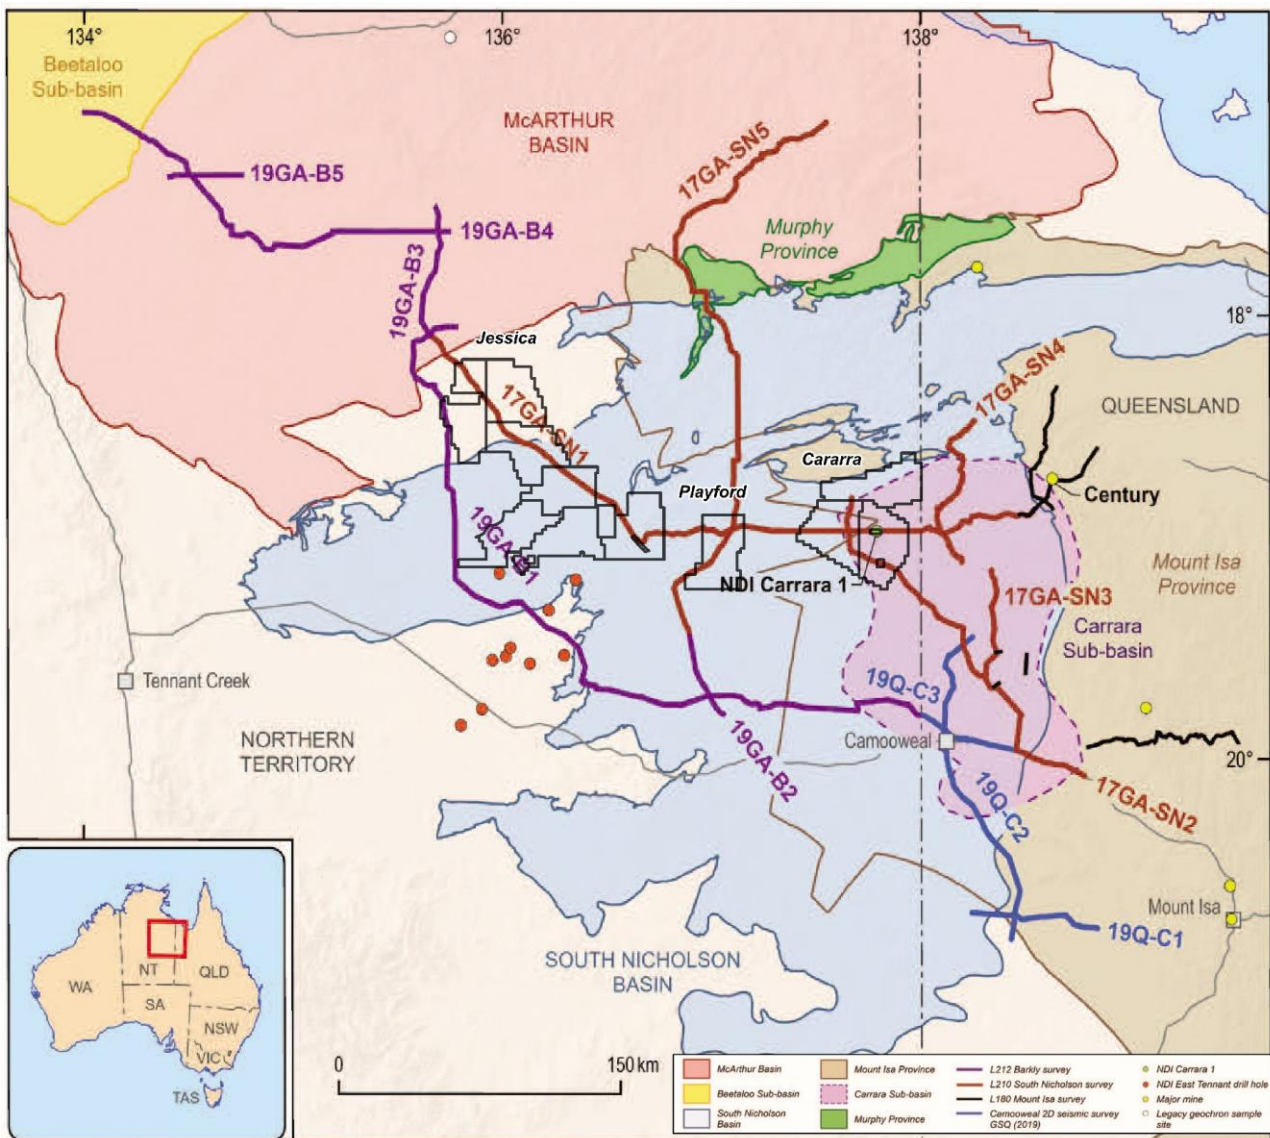 134°
136°
138°
Beetaloo
Sub-basin
McARTHUR
BASIN
17GA-SN5
19GA-B5
Murphy
Province
19GA-B4
19GA-B3
18°
Jessica
17GA-SN4
17GA-SN1
QUEENSLAND
Cararra
Playford
Century
19GA-B1
Mount Isa
Province
NDI Carrara 1
17GA-SN3
Carrara
Sub-basin
Tennant Creek
19Q-C3
NORTHERN
TERRITORY
Camooweal
20°
19GA-B2
19Q-C2
17GA-SN2
Mount Isa
19Q-C1
SOUTH NICHOLSON
BASIN
WA
NT
QLD
SA
NSW
VIC
TAS
0
150 km
McArthur Basin
Beetaloo Sub-basin
South Nicholson
Basin
Mount Isa Province
Carrara Sub-basin
Murphy Province
L212 Barkly survey
L210 South Nicholson survey
L180 Mount Isa survey
Camooweal 2D seismic survey
GSQ (2019)
NDI Carrara 1
NDI East Tennant drill hole
Major mine
Legacy geochron sample
site